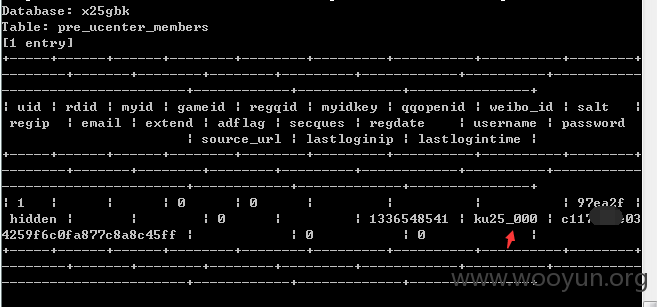 Database: x25gbk
Table: pre_ucenter_members
[1 entry]
| uid | rdid | myid | gameid | regqid | myidkey | qqopenid | weibo_id | salt |
regip | email | extend | adflag | secques | regdate | username | password
| source_url | lastloginip | lastlogintime |
| 1 | | | 0 | 0 | | | | 97ea2f |
hidden | | | 0 | | 1336548541 | ku25_000 | c117 e03
4259f6c0fa877c8a8c45ff | | 0 | 0 |
www.wooyun.org